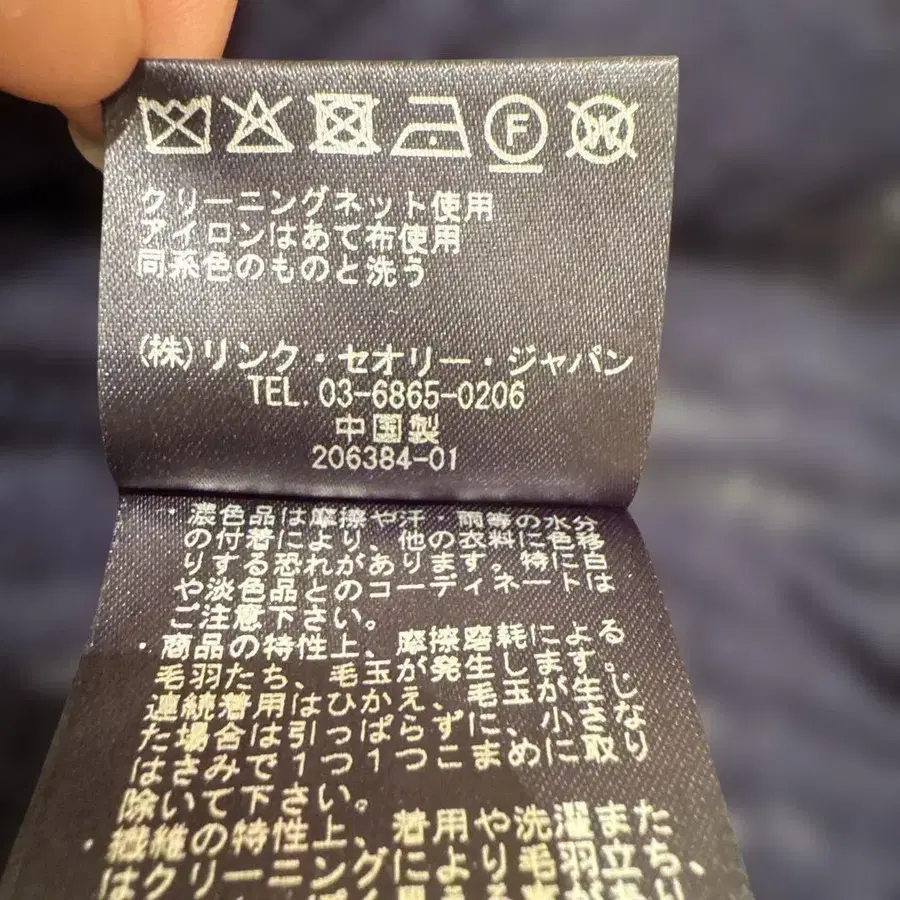 F W
クリーニングネット使用
アイロンはあて布使用
同系色のものと洗う
(株)リンク・セオリー・ジャパン
TEL. 03-6865-0206
中国製
206384-01
・濃色品は摩擦や汗・雨等の水分
の付着により、他の衣料に色移
りする恐れがあります。特に白
や淡色品とのコーディネートは
ご注意下さい。
・商品の特性上、摩擦磨耗による
毛羽たち、毛玉が発生します。
連続着用はひかえ、毛玉が生じ
た場合は引っぱらずに、小さな
はさみで1つ1つこまめに取り
除いて下さい。
・繊維の特性上、着用や洗濯また
はクリーニングにより毛羽立ち、